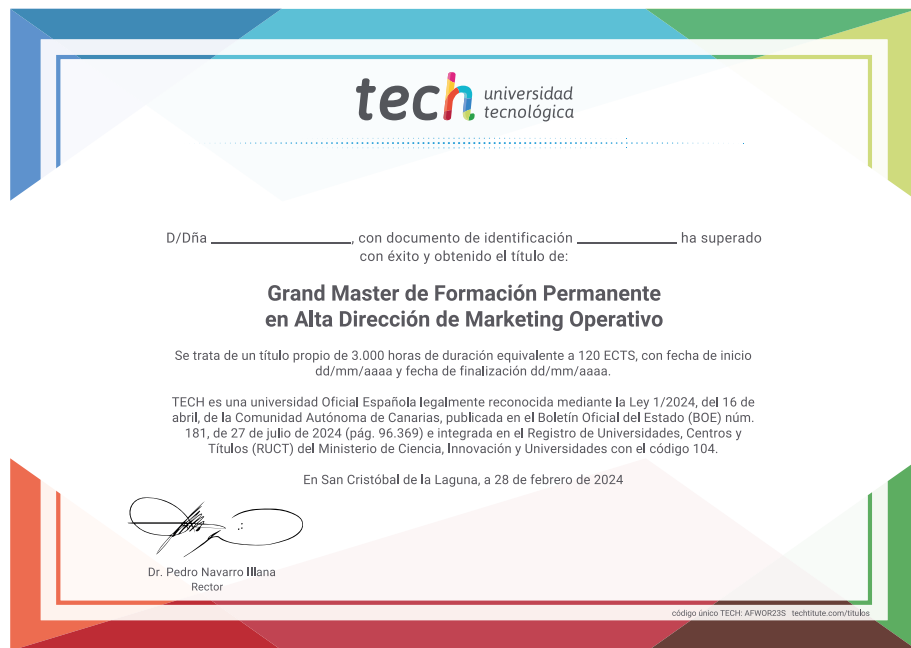 tech universidad
tecnológica
D/Dña ____________, con documento de identificación ____________ ha superado
con éxito y obtenido el título de:
Grand Master de Formación Permanente
en Alta Dirección de Marketing Operativo
Se trata de un título propio de 3.000 horas de duración equivalente a 120 ECTS, con fecha de inicio
dd/mm/aaaa y fecha de finalización dd/mm/aaaa.
TECH es una universidad Oficial Española legalmente reconocida mediante la Ley 1/2024, del 16 de
abril, de la Comunidad Autónoma de Canarias, publicada en el Boletín Oficial del Estado (BOE) núm.
181, de 27 de julio de 2024 (pág. 96.369) e integrada en el Registro de Universidades, Centros y
Títulos (RUCT) del Ministerio de Ciencia, Innovación y Universidades con el código 104.
En San Cristóbal de la Laguna, a 28 de febrero de 2024
Dr. Pedro Navarro Illana
Rector
código único TECH: AFWOR23S techtitute.com/titulos